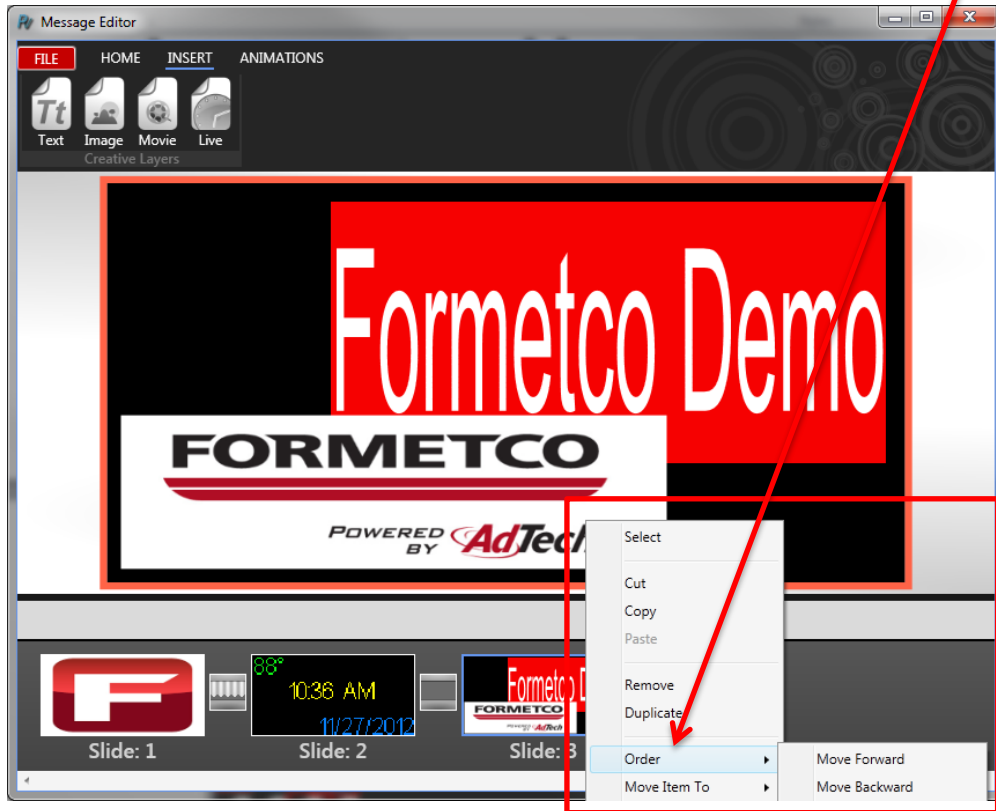 Message Editor
FILE HOME INSERT ANIMATIONS
Tt
Text Image Movie Live
Creative Layers
Formetco Demo
FORMETCO
POWERED
BY AdTech
Select
Cut
Copy
Paste
Remove
Duplicate
Order
Move Forward
Move Item To
Move Backward
F
88°
10:36 AM
11/27/2012
Formetco D
FORMETCO
Slide: 1 Slide: 2 Slide: 3